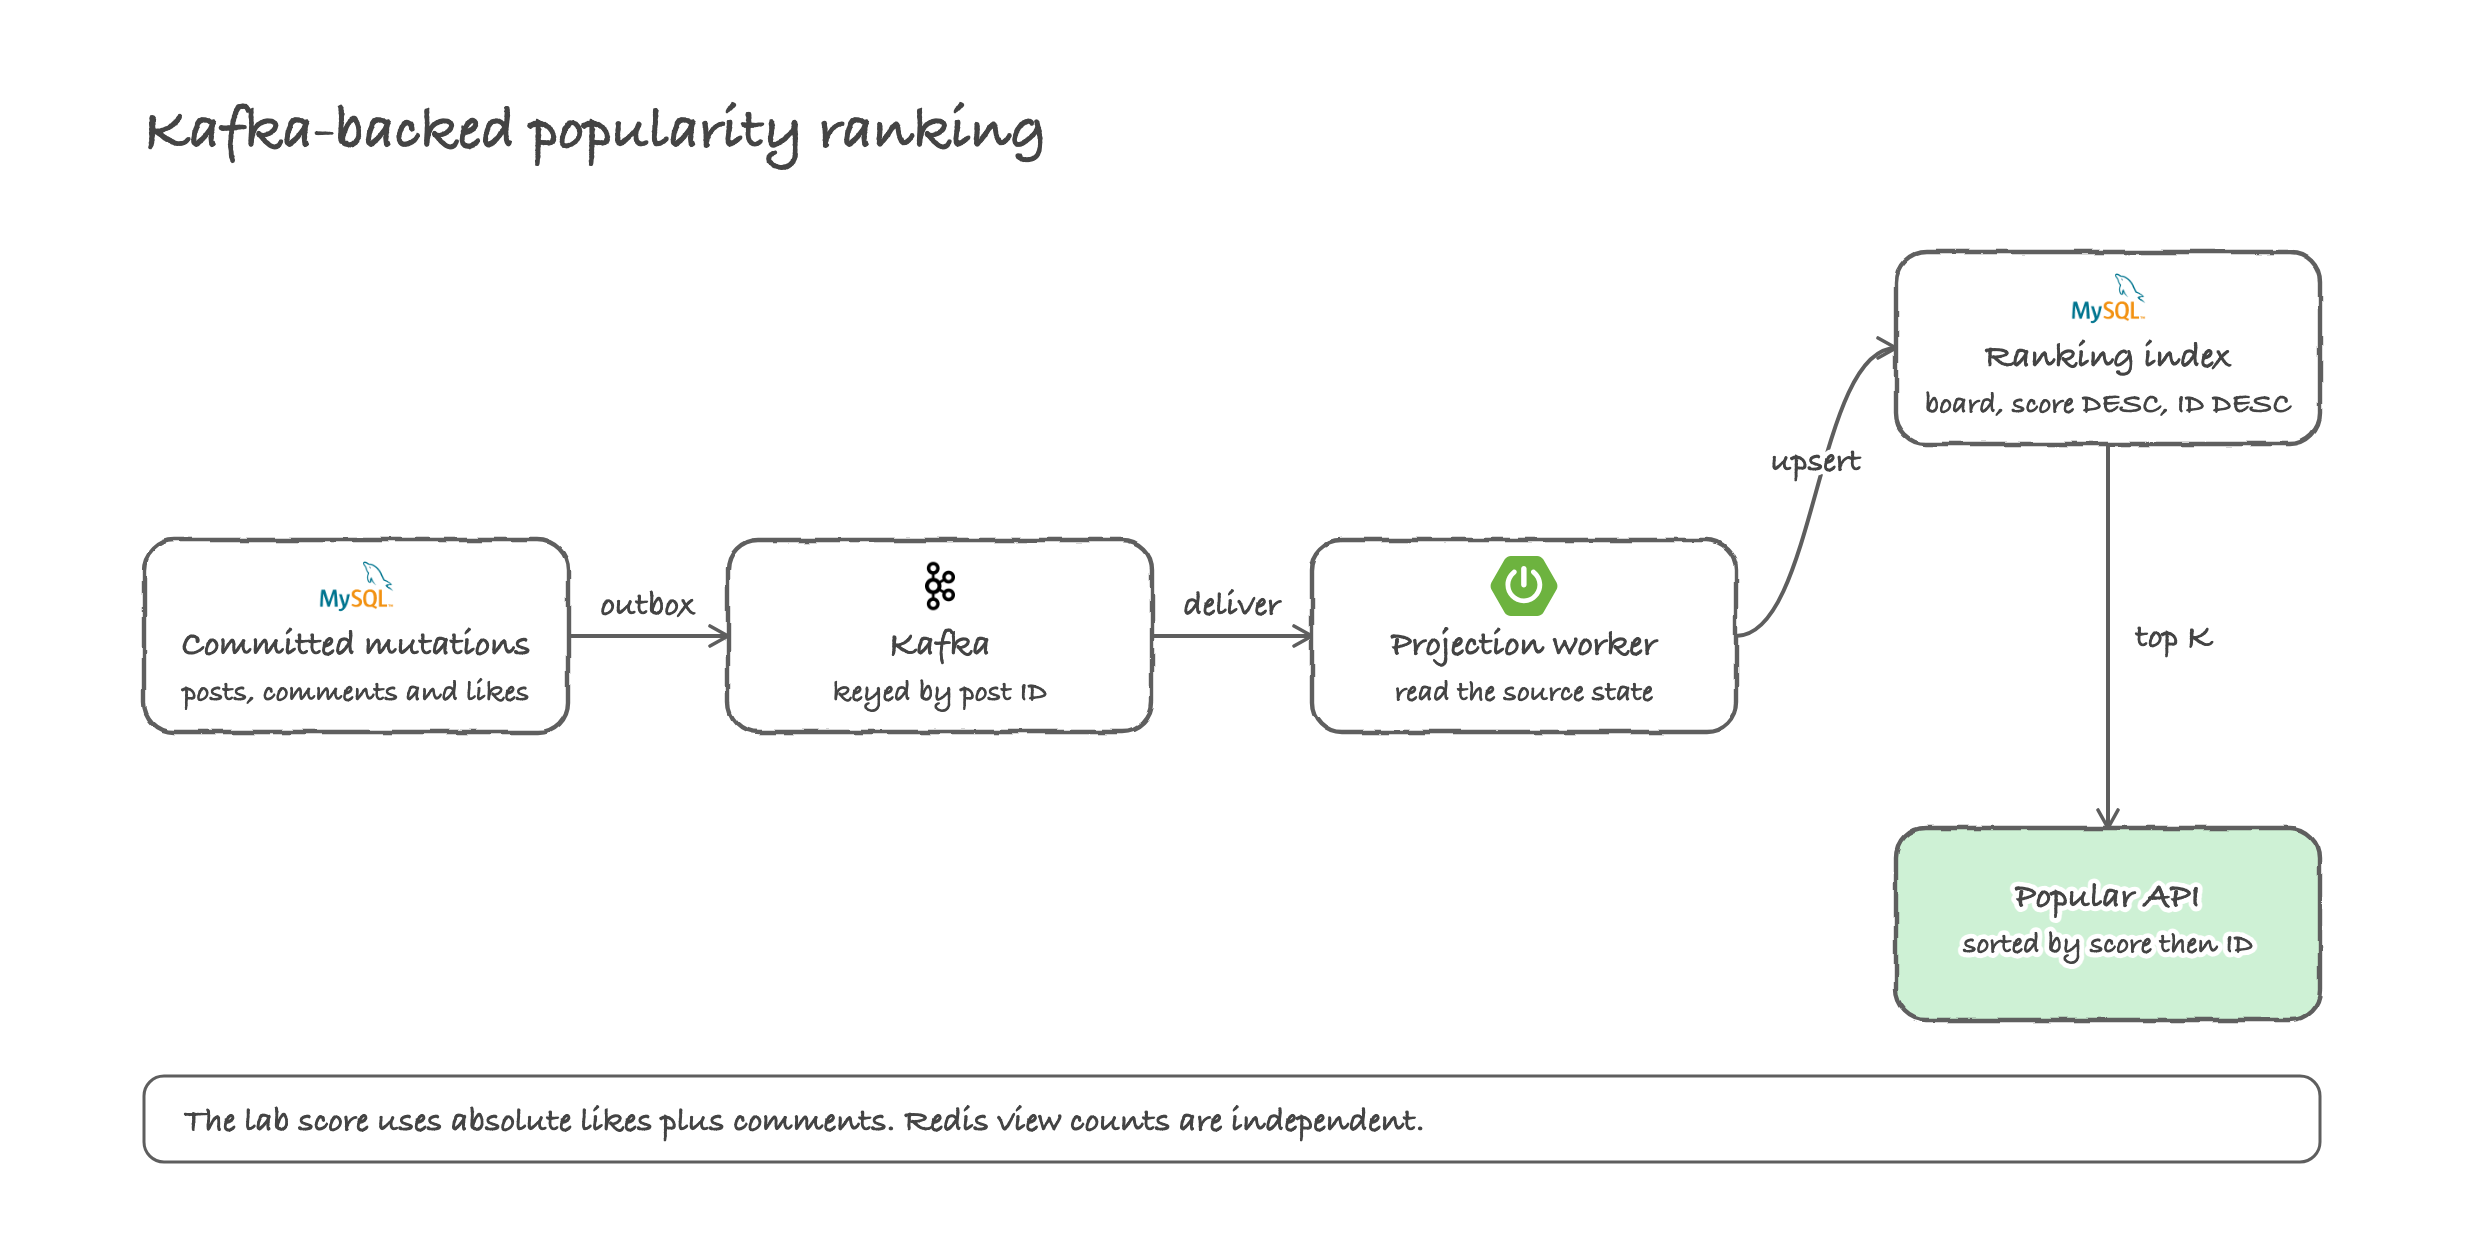 Kafka-backed popularity ranking
MySQL
Ranking index
board, score DESC, ID DESC
upsert
MySQL
Committed mutations
posts, comments and likes
outbox
Kafka
keyed by post ID
deliver
Projection worker
read the source state
top K
Popular API
sorted by score then ID
The lab score uses absolute likes plus comments. Redis view counts are independent.